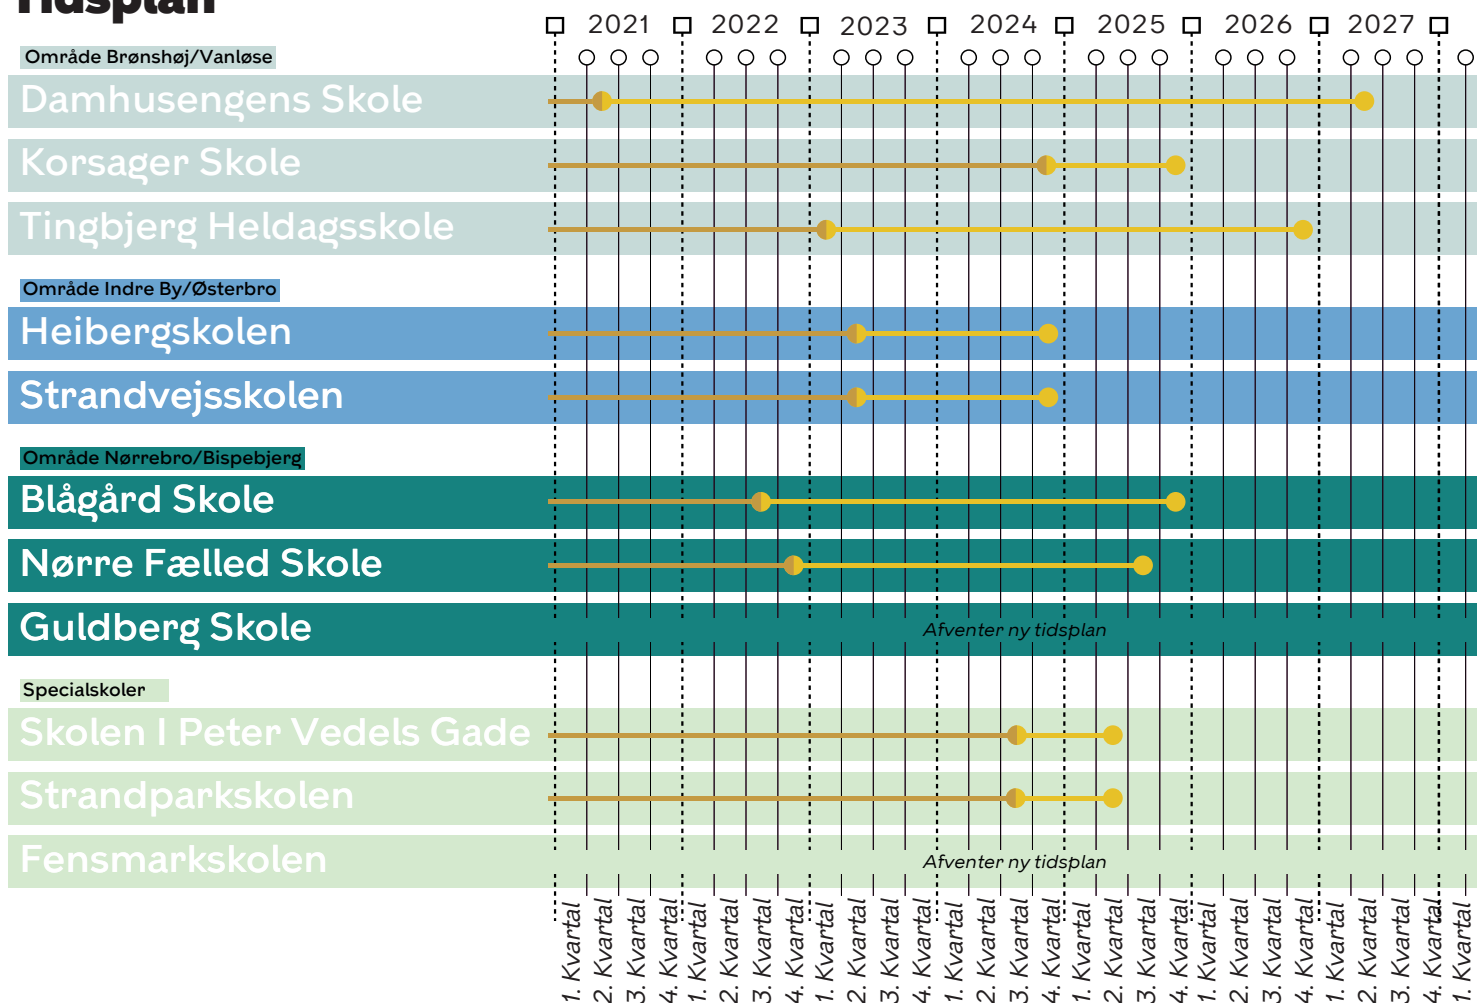 Tidsplan
2021 2022 2023 2024 2025 2026 2027
Område Brønshøj/Vanløse
Damhusengens Skole
Korsager Skole
Tingbjerg Heldagsskole
Område Indre By/Østerbro
Heibergskolen
Strandvejsskolen
Område Nørrebro/Bispebjerg
Blågård Skole
Nørre Fælled Skole
Guldberg Skole
Afventer ny tidsplan
Specialskoler
Skolen I Peter Vedels Gade
Strandparkskolen
Fensmarkskolen
Afventer ny tidsplan
1. Kvartal
2. Kvartal
3. Kvartal
4. Kvartal
1. Kvartal
2. Kvartal
3. Kvartal
4. Kvartal
1. Kvartal
2. Kvartal
3. Kvartal
4. Kvartal
1. Kvartal
2. Kvartal
3. Kvartal
4. Kvartal
1. Kvartal
2. Kvartal
3. Kvartal
4. Kvartal
1. Kvartal
2. Kvartal
3. Kvartal
4. Kvartal
1. Kvartal
2. Kvartal
3. Kvartal
4. Kvartal
1. Kvartal